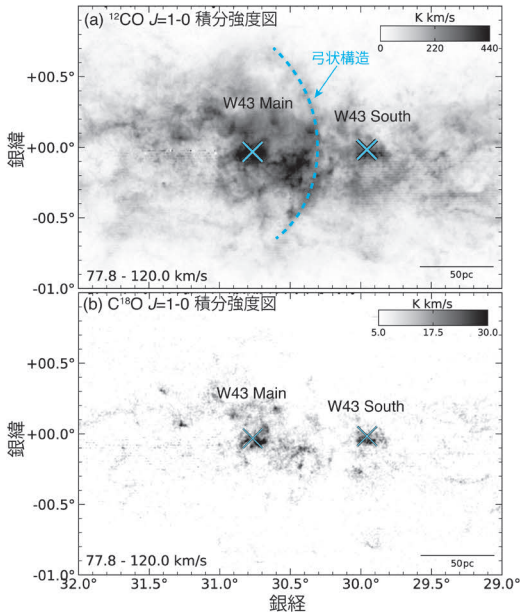 (a) ¹²CO J=1-0 積分強度図
K km/s
0 220 440
+00.5°
弓状構造
W43 Main
W43 South
銀緯
+00.0°
-00.5°
50pc
77.8 - 120.0 km/s
-01.0°
(b) C¹⁸O J=1-0 積分強度図
K km/s
5.0 17.5 30.0
+00.5°
W43 Main
W43 South
銀緯
+00.0°
-00.5°
50pc
77.8 - 120.0 km/s
-01.0°
32.0° 31.5° 31.0° 30.5° 30.0° 29.5° 29.0°
銀経